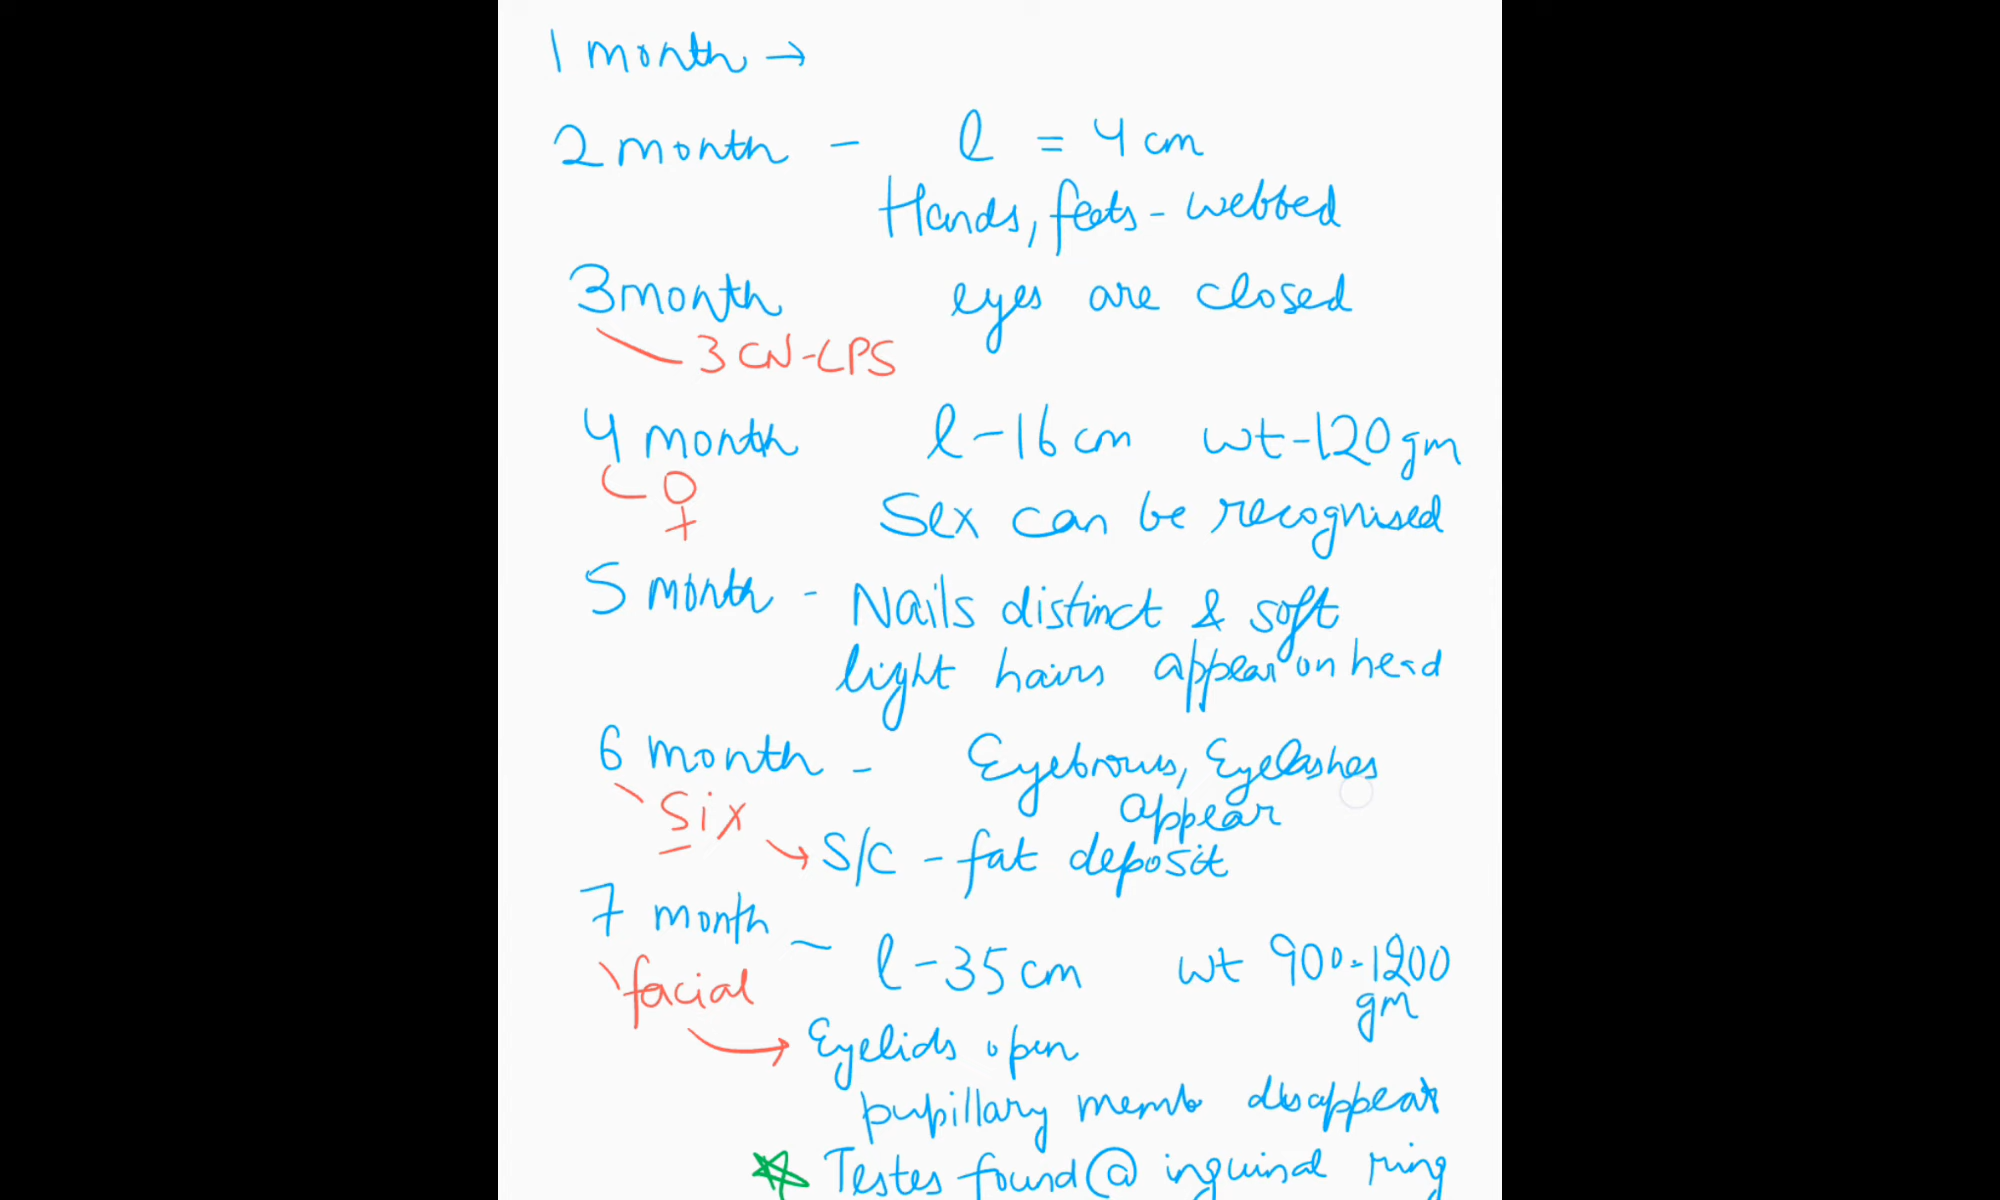 1 month →
2 month - l = 4 cm
Hands, feets - webbed
3 month eyes are closed
3 CN-LPS
4 month l-16 cm wt-120 gm
♀ Sex can be recognised
5 month - Nails distinct & soft
light hairs appear on head
6 month - Eyebrows, Eyelashes
appear
Six
→ S/C - fat deposit
7 month - l-35 cm wt 900-1200
gm
facial
→ Eyelids open
pupillary memb disappear
☆ Testes found @ inguinal ring